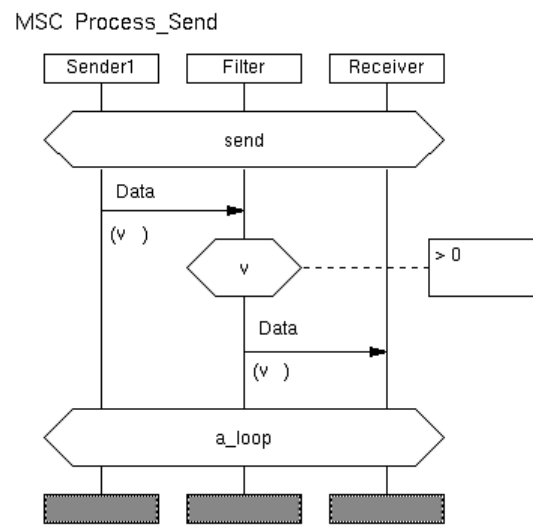 MSC Process_Send
Sender1 Filter Receiver
send
Data
(v )
v > 0
Data
(v )
a_loop